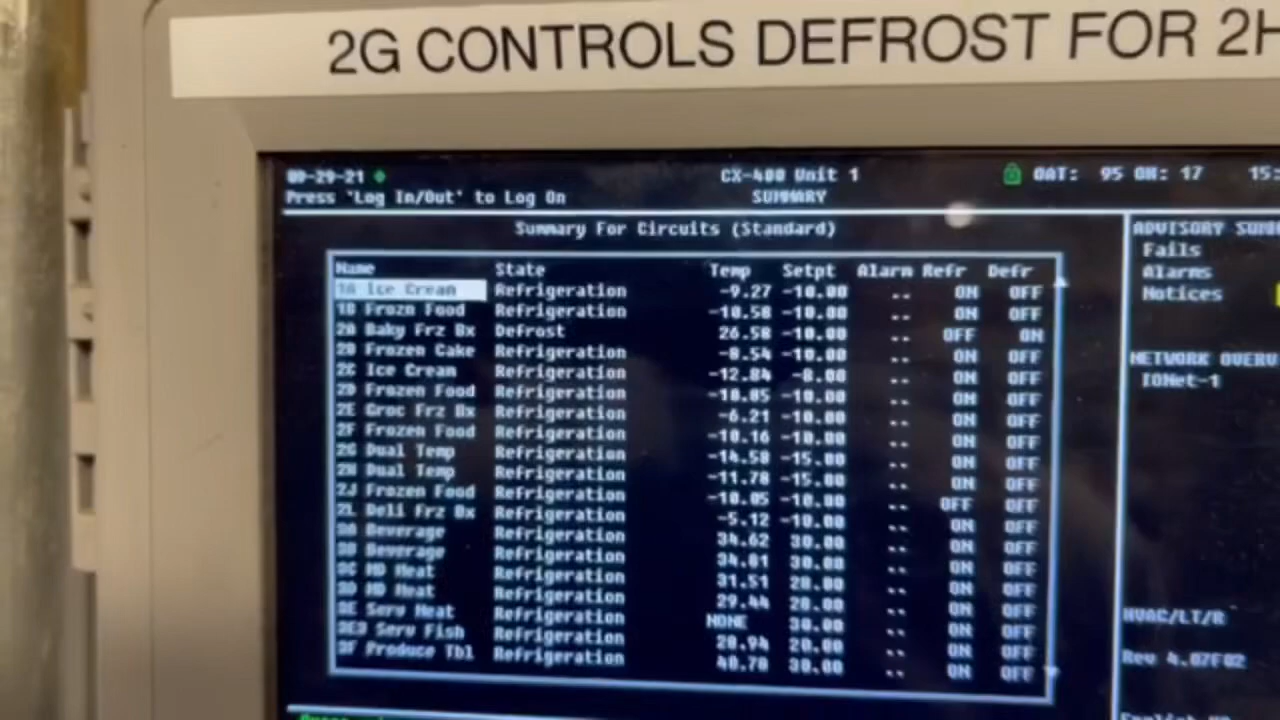 2G CONTROLS DEFROST FOR 2H
09-29-21 CX-400 Unit 1 OAT: 95 OH: 17 15:
Press "Log In/Out" to Log On SUMMARY
Summary For Circuits (Standard) ADVISORY SUMM
Fails
Name State Temp Setpt Alarm Refr Defr Alarms
1A Ice Cream Refrigeration -9.27 -10.00 .. ON OFF Notices
1B Frozn Food Refrigeration -10.58 -10.00 .. ON OFF
2A Baky Frz Bx Defrost 26.58 -10.00 .. OFF ON
2B Frozen Cake Refrigeration -8.54 -10.00 .. ON OFF NETWORK OVERU
2C Ice Cream Refrigeration -12.84 -8.00 .. ON OFF IONet-1
2D Frozen Food Refrigeration -10.05 -10.00 .. ON OFF
2E Groc Frz Bx Refrigeration -6.21 -10.00 .. ON OFF
2F Frozen Food Refrigeration -10.16 -10.00 .. ON OFF
2G Dual Temp Refrigeration -14.58 -15.00 .. ON OFF
2H Dual Temp Refrigeration -11.78 -15.00 .. ON OFF
2J Frozen Food Refrigeration -10.05 -10.00 .. OFF OFF
2L Deli Frz Bx Refrigeration -5.12 -10.00 .. ON OFF
3A Beverage Refrigeration 34.62 30.00 .. ON OFF
3B Beverage Refrigeration 34.81 30.00 .. ON OFF
3C MD Meat Refrigeration 31.51 28.00 .. ON OFF
3D MD Meat Refrigeration 29.44 28.00 .. ON OFF
3E Serv Meat Refrigeration NONE 30.00 .. ON OFF HVAC/LT/R
Serv Fish Refrigeration 28.94 28.00 .. ON OFF
3F Produce Tbl Refrigeration 40.78 38.00 .. ON OFF Rev 4.07F02